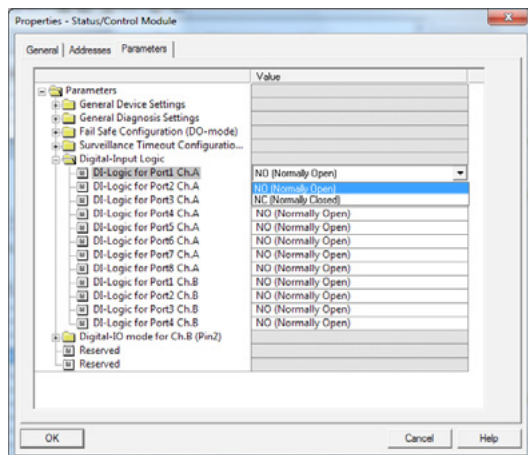 Properties - Status/Control Module
General Addresses Parameters
Value
Parameters
General Device Settings
General Diagnosis Settings
Fail Safe Configuration (DO-mode)
Surveillance Timeout Configuratio...
Digital-Input Logic
DI-Logic for Port1 Ch.A NO (Normally Open)
DI-Logic for Port2 Ch.A NO (Normally Open)
DI-Logic for Port3 Ch.A NC (Normally Closed)
DI-Logic for Port4 Ch.A NO (Normally Open)
DI-Logic for Port5 Ch.A NO (Normally Open)
DI-Logic for Port6 Ch.A NO (Normally Open)
DI-Logic for Port7 Ch.A NO (Normally Open)
DI-Logic for Port8 Ch.A NO (Normally Open)
DI-Logic for Port1 Ch.B NO (Normally Open)
DI-Logic for Port2 Ch.B NO (Normally Open)
DI-Logic for Port3 Ch.B NO (Normally Open)
DI-Logic for Port4 Ch.B NO (Normally Open)
Digital-IO mode for Ch.B (Pin2)
Reserved
Reserved
OK Cancel Help